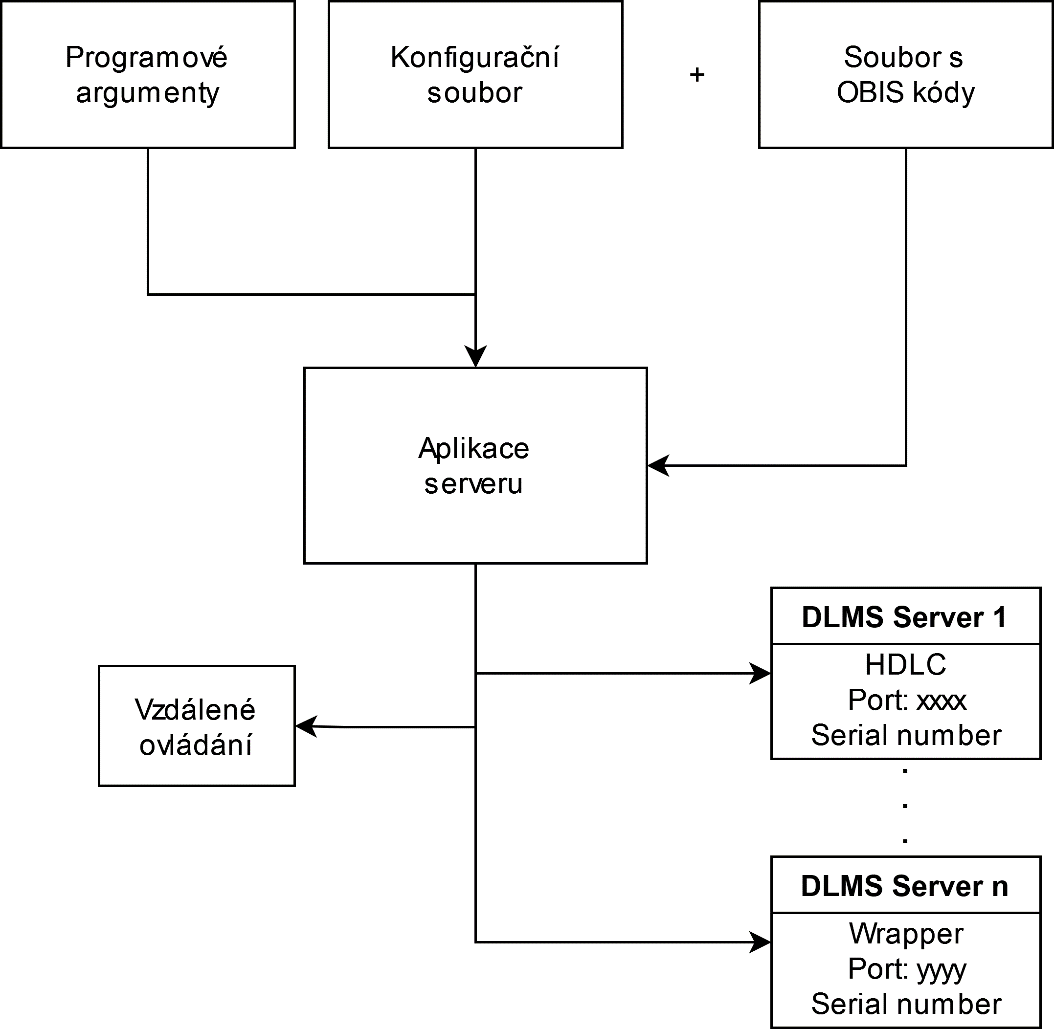 Programové
argumenty
Konfigurační
soubor
+
Soubor s
OBIS kódy
Aplikace
serveru
Vzdálené
ovládání
DLMS Server 1
HDLC
Port: xxxx
Serial number
.
.
.
DLMS Server n
Wrapper
Port: yyyy
Serial number